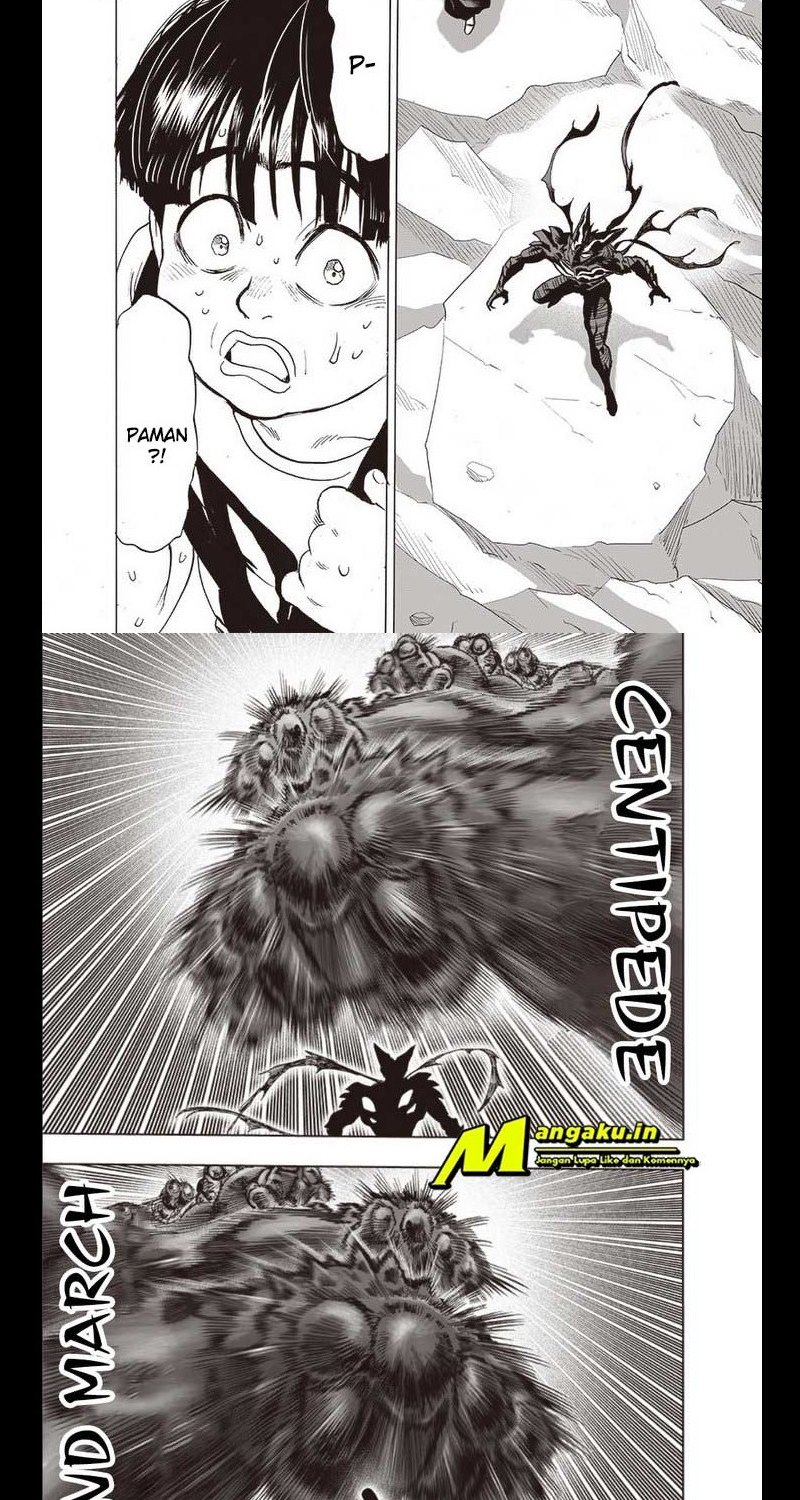 P-
PAMAN
?!
CENTIPEDE
Mangaku.in
Jangan Lupa Like dan Komennya
ND MARCH